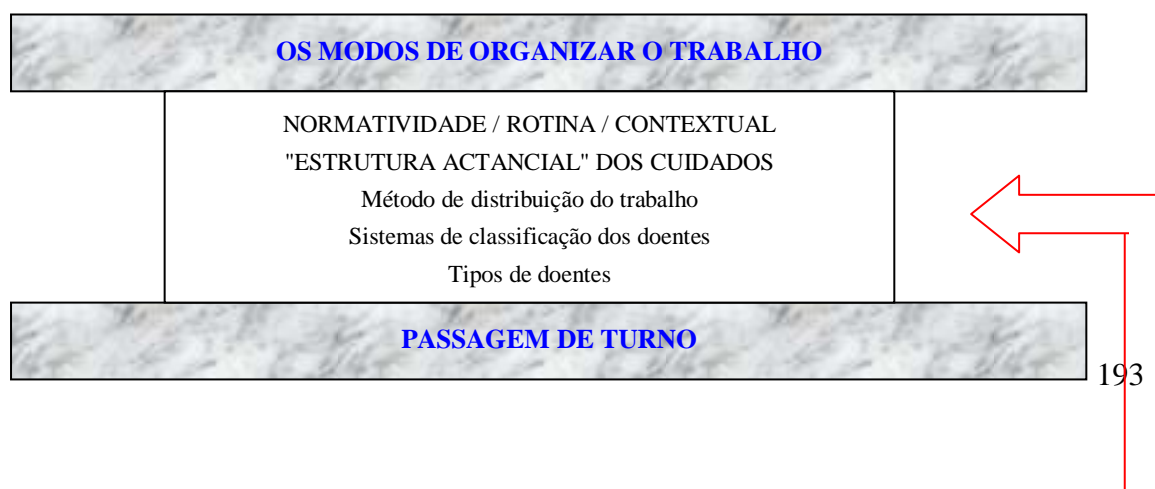 OS MODOS DE ORGANIZAR O TRABALHO
NORMATIVIDADE / ROTINA / CONTEXTUAL
"ESTRUTURA ACTANCIAL" DOS CUIDADOS
Método de distribuição do trabalho
Sistemas de classificação dos doentes
Tipos de doentes
PASSAGEM DE TURNO
193